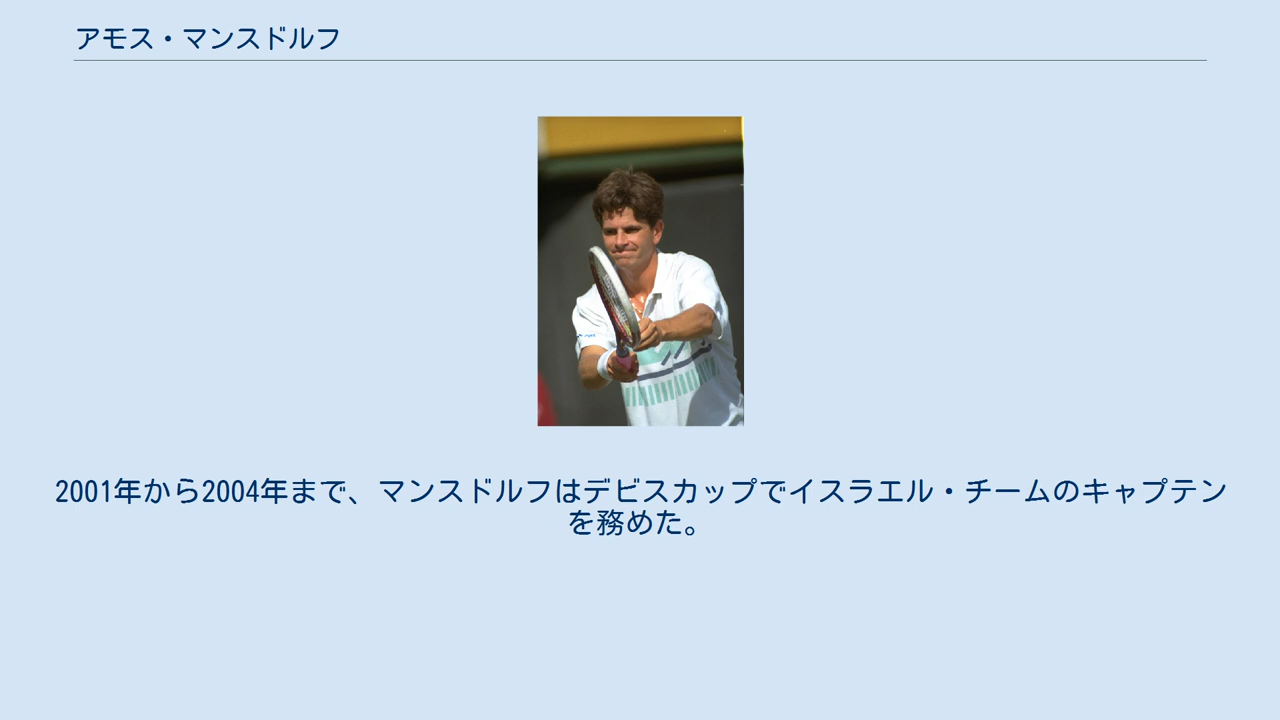 アモス・マンスドルフ
2001年から2004年まで、マンスドルフはデビスカップでイスラエル・チームのキャプテン
を務めた。